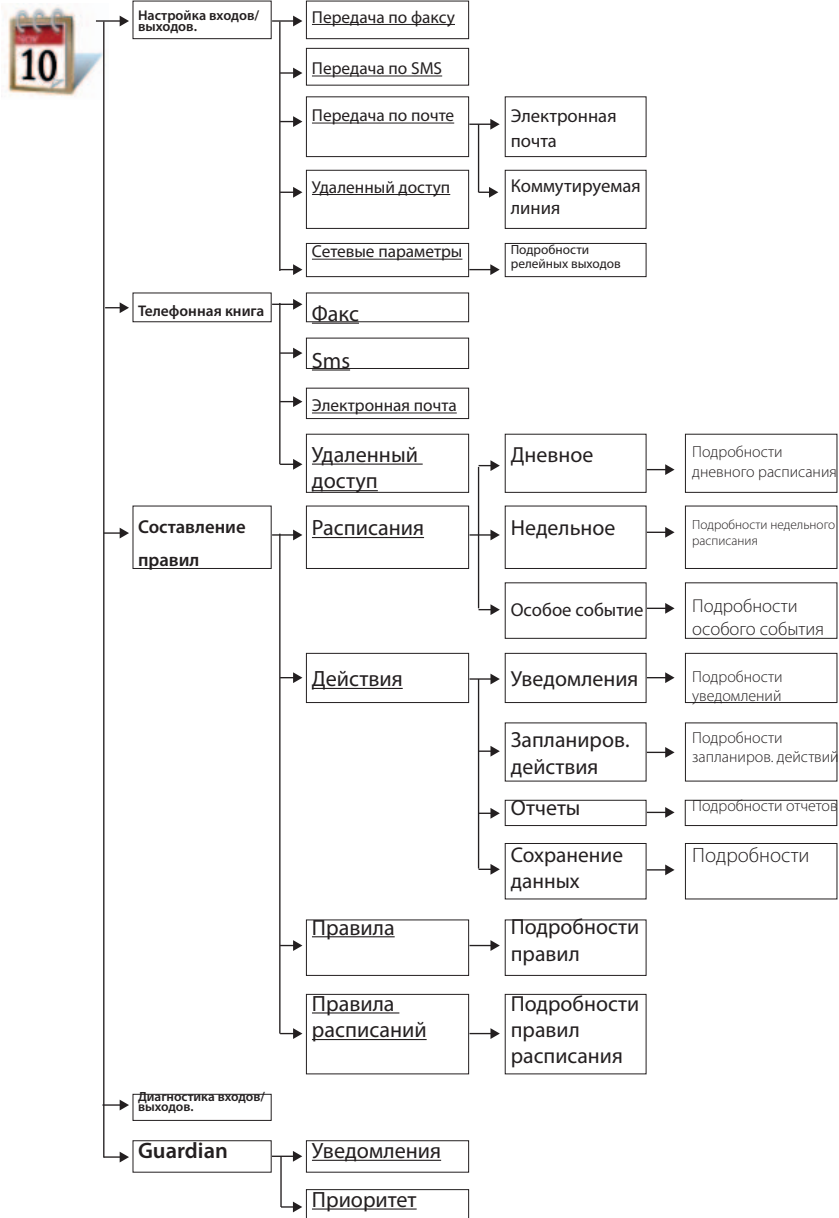 NOV
10
Настройка входов/
выходов.
Передача по факсу
Передача по SMS
Передача по почте
Электронная
почта
Удаленный доступ
Коммутируемая
линия
Сетевые параметры
Подробности
релейных выходов
Телефонная книга
Факс
Sms
Электронная почта
Удаленный
доступ
Составление
правил
Расписания
Дневное
Подробности
дневного расписания
Недельное
Подробности недельного
расписания
Особое событие
Подробности
особого события
Действия
Уведомления
Подробности
уведомлений
Запланиров.
действия
Подробности
запланиров. действий
Отчеты
Подробности отчетов
Сохранение
данных
Подробности
Правила
Подробности
правил
Правила
расписаний
Подробности
правил
расписания
Диагностика входов/
выходов.
Guardian
Уведомления
Приоритет